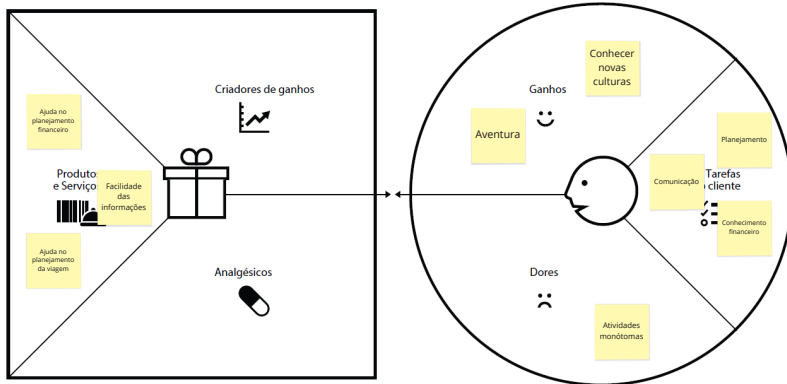 Criadores de ganhos
Ajuda no
planejamento
financeiro
Produtos
e Serviços
Facilidade
das
informações
Ajuda no
planejamento
da viagem
Analgésicos
Conhecer
novas
culturas
Ganhos
Aventura
Planejamento
Comunicação
Tarefas
cliente
Conhecimento
financeiro
Dores
Atividades
monótomas